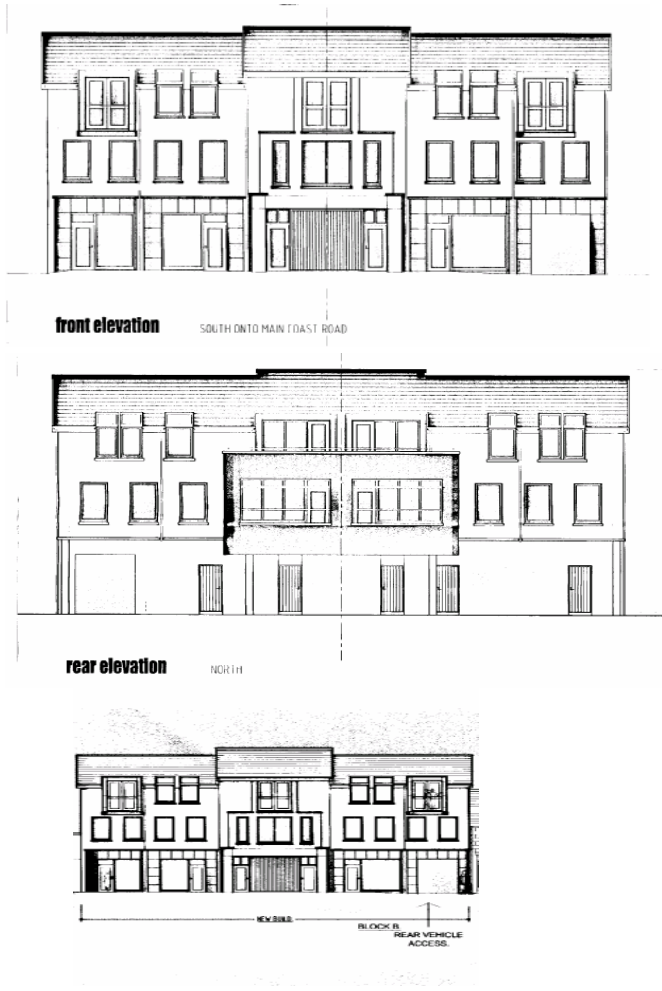 front elevation
SOUTH ONTO MAIN COAST ROAD
rear elevation
NORTH
NEW BUILD.
BLOCK B.
REAR VEHICLE
ACCESS.